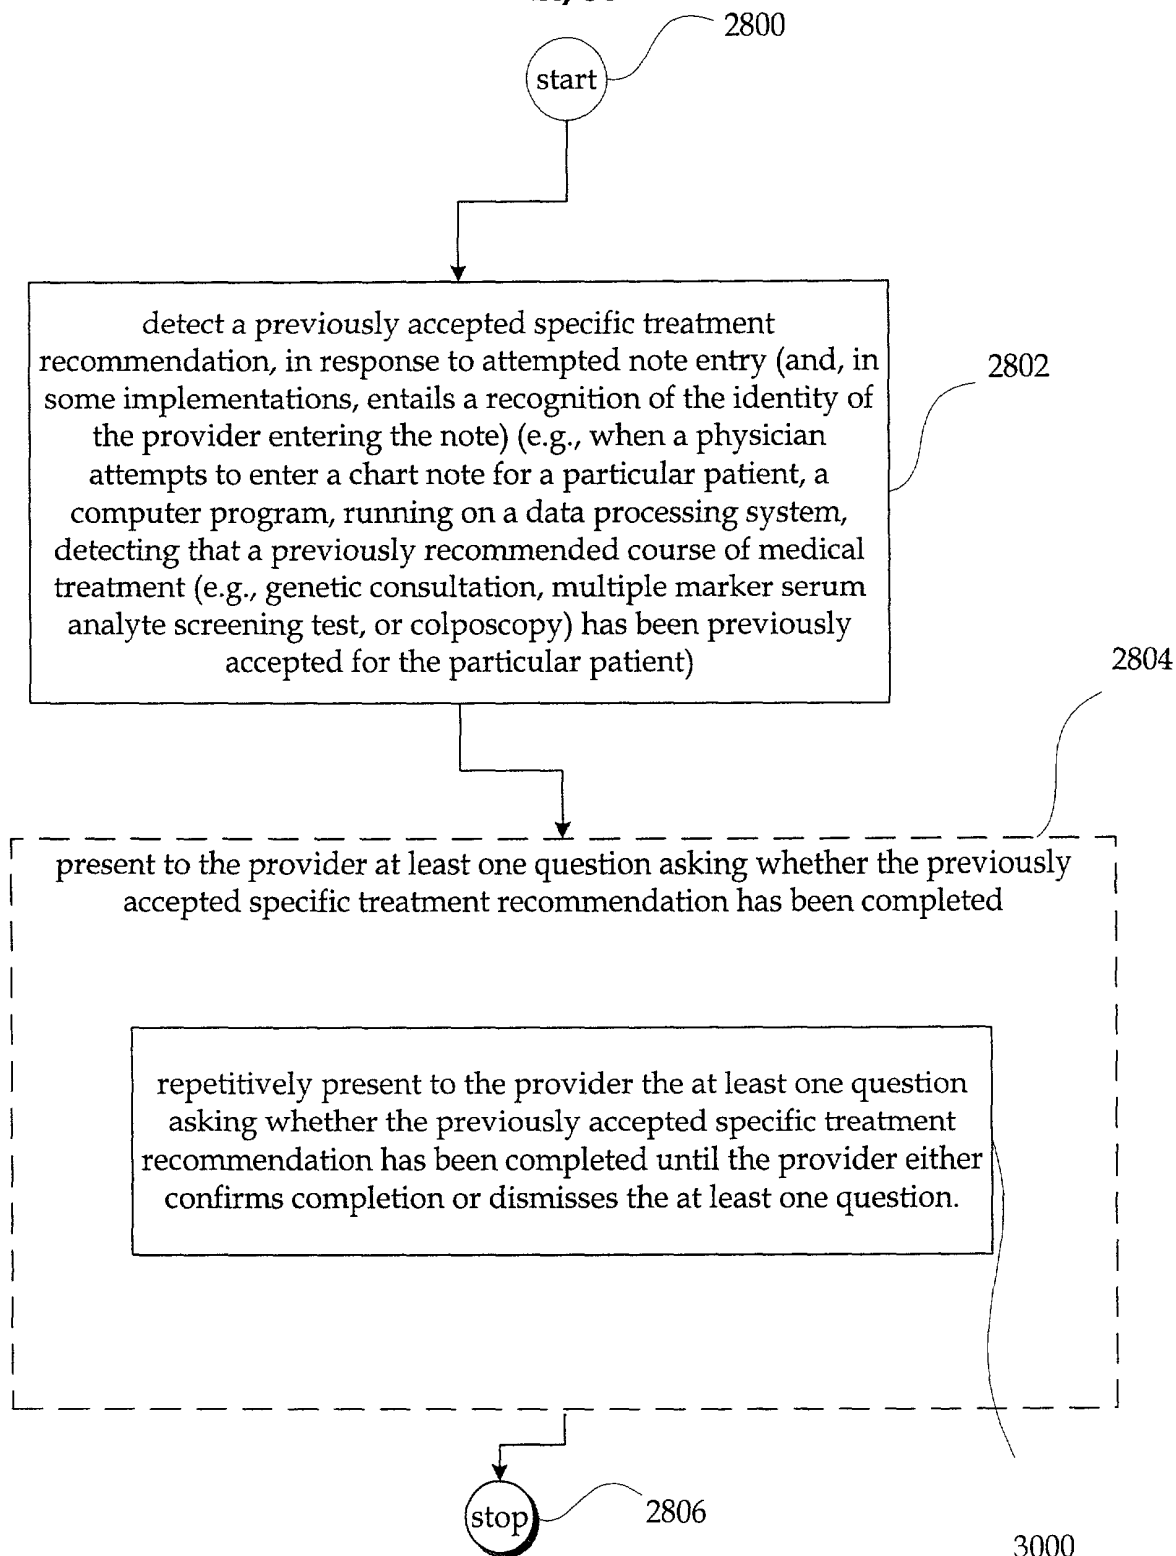 2800
start
detect a previously accepted specific treatment
recommendation, in response to attempted note entry (and, in
some implementations, entails a recognition of the identity of
the provider entering the note) (e.g., when a physician
attempts to enter a chart note for a particular patient, a
computer program, running on a data processing system,
detecting that a previously recommended course of medical
treatment (e.g., genetic consultation, multiple marker serum
analyte screening test, or colposcopy) has been previously
accepted for the particular patient)
2802
2804
present to the provider at least one question asking whether the previously
accepted specific treatment recommendation has been completed
repetitively present to the provider the at least one question
asking whether the previously accepted specific treatment
recommendation has been completed until the provider either
confirms completion or dismisses the at least one question.
stop
2806
3000